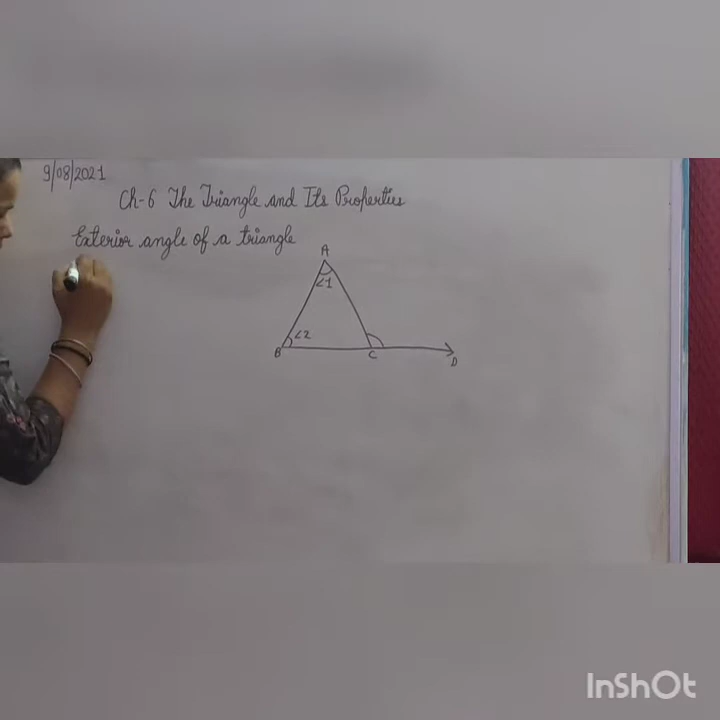 9/08/2021
Ch-6 The Triangle and Its Properties
Exterior angle of a triangle
A
∠1
∠2
B
C
D
InShOt